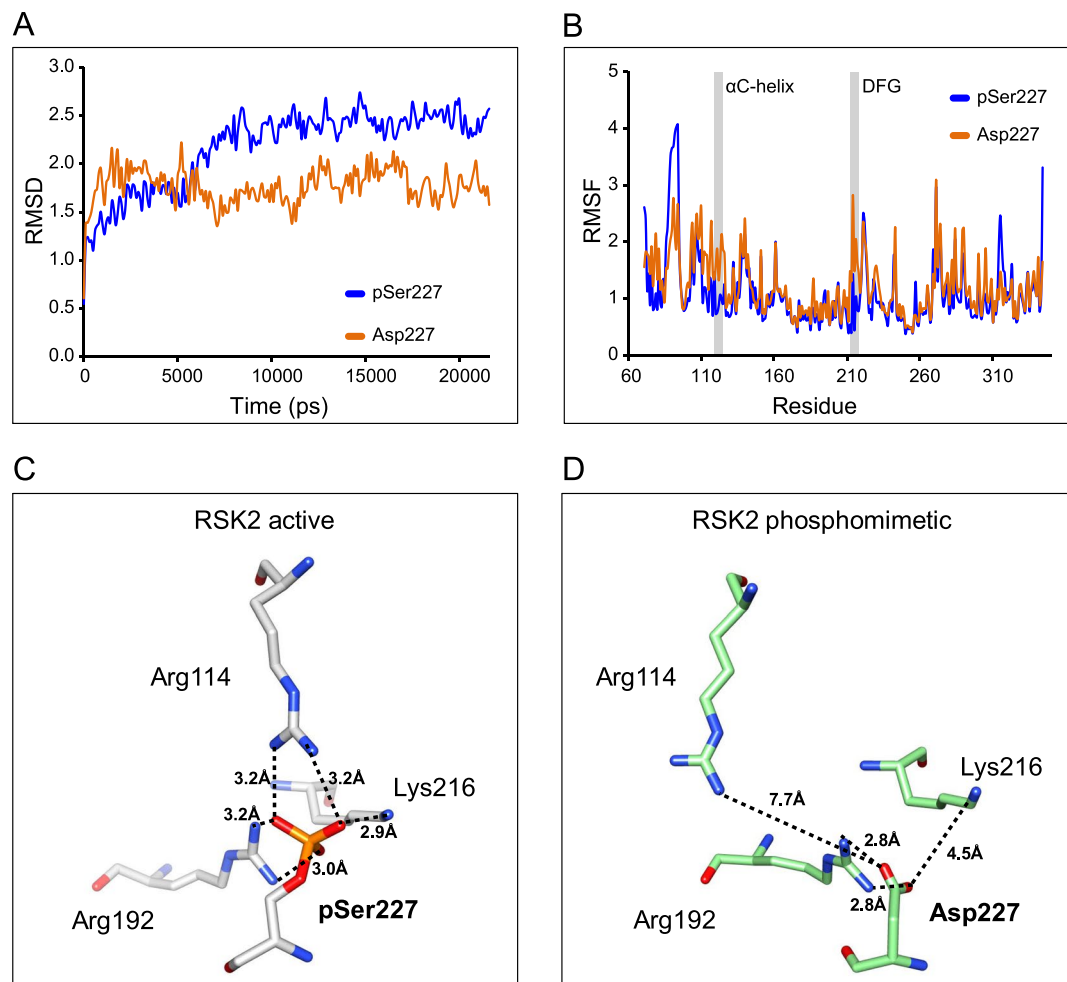 A
RMSD
3.0
2.5
2.0
1.5
1.0
0.5
0.0
pSer227
Asp227
0
5000
10000
15000
20000
Time (ps)
B
RMSF
5
4
3
2
1
0
αC-helix
DFG
pSer227
Asp227
60
110
160
210
260
310
Residue
C
RSK2 active
Arg114
3.2Å
3.2Å
Lys216
3.2Å
2.9Å
3.0Å
Arg192
pSer227
D
RSK2 phosphomimetic
Arg114
Lys216
7.7Å
2.8Å
4.5Å
2.8Å
Arg192
Asp227